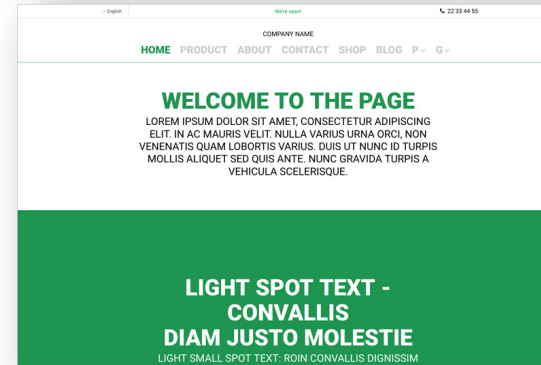 English
We're open!
22 33 44 55
COMPANY NAME
HOME PRODUCT ABOUT CONTACT SHOP BLOG P G
WELCOME TO THE PAGE
LOREM IPSUM DOLOR SIT AMET, CONSECTETUR ADIPISCING
ELIT. IN AC MAURIS VELIT. NULLA VARIUS URNA ORCI, NON
VENENATIS QUAM LOBORTIS VARIUS. DUIS UT NUNC ID TURPIS
MOLLIS ALIQUET SED QUIS ANTE. NUNC GRAVIDA TURPIS A
VEHICULA SCELERISQUE.
LIGHT SPOT TEXT -
CONVALLIS
DIAM JUSTO MOLESTIE
LIGHT SMALL SPOT TEXT: ROIN CONVALLIS DIGNISSIM